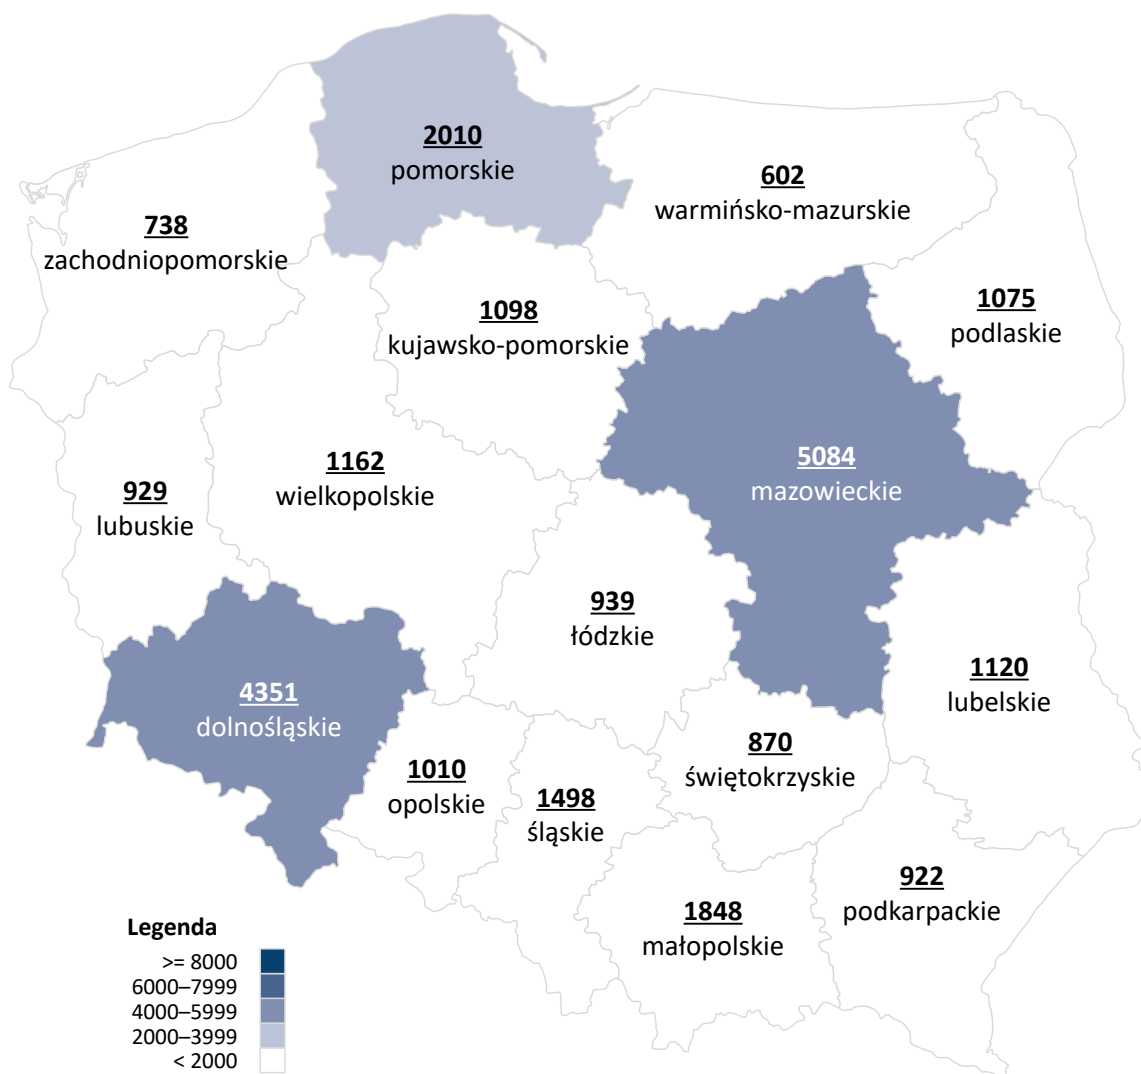 2010
pomorskie
602
warmińsko-mazurskie
738
zachodniopomorskie
1098
kujawsko-pomorskie
1075
podlaskie
5084
mazowieckie
1162
wielkopolskie
929
lubuskie
939
łódzkie
1120
lubelskie
4351
dolnośląskie
870
świętokrzyskie
1010
opolskie
1498
śląskie
922
podkarpackie
1848
małopolskie
Legenda
>= 8000
6000–7999
4000–5999
2000–3999
< 2000